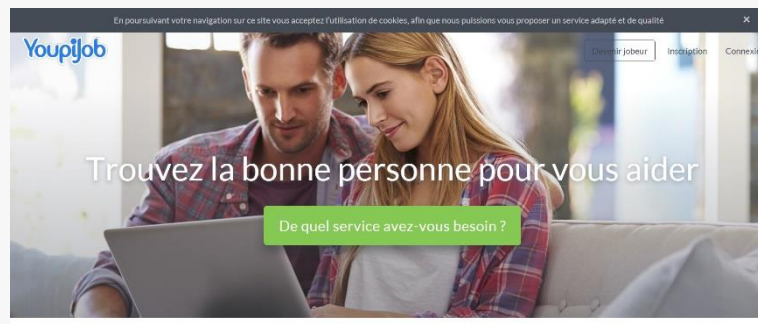 En poursuivant votre navigation sur ce site vous acceptez l'utilisation de cookies, afin que nous puissions vous proposer un service adapté et de qualité ×
Youpijob
Devenir jobeur Inscription Connexio
Trouvez la bonne personne pour vous aider
De quel service avez-vous besoin ?